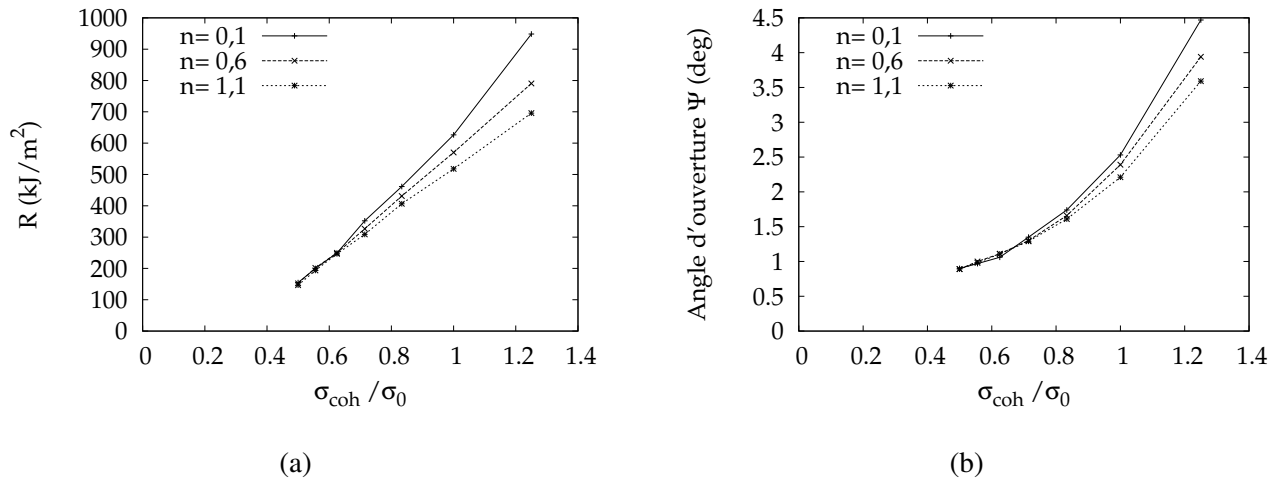 R (kJ/m²)
1000
900
800
700
600
500
400
300
200
100
0
n= 0,1
n= 0,6
n= 1,1
0 0.2 0.4 0.6 0.8 1 1.2 1.4
σcoh /σ0
(a)
Angle d'ouverture Ψ (deg)
4.5
4
3.5
3
2.5
2
1.5
1
0.5
0
n= 0,1
n= 0,6
n= 1,1
0 0.2 0.4 0.6 0.8 1 1.2 1.4
σcoh /σ0
(b)